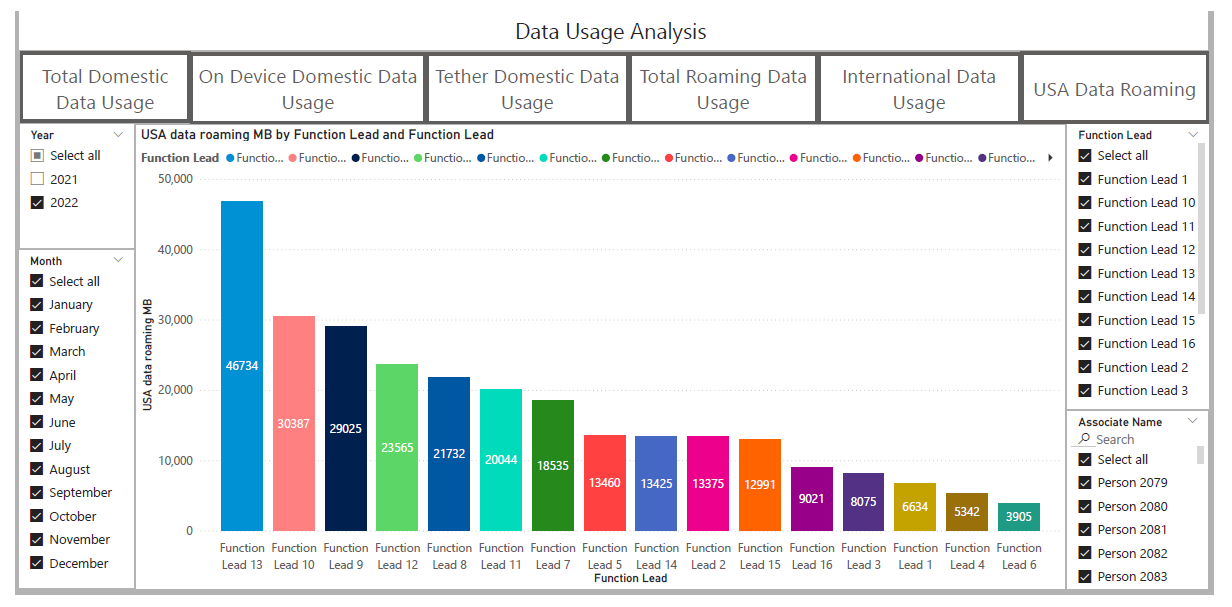 Data Usage Analysis
Total Domestic
Data Usage
On Device Domestic Data
Usage
Tether Domestic Data
Usage
Total Roaming Data
Usage
International Data
Usage
USA Data Roaming
Year
Select all
2021
2022
Month
Select all
January
February
March
April
May
June
July
August
September
October
November
December
USA data roaming MB by Function Lead and Function Lead
Function Lead Functio... Functio... Functio... Functio... Functio... Functio... Functio... Functio... Functio... Functio... Functio... Functio... Functio...
USA data roaming MB
50,000
40,000
30,000
20,000
10,000
0
46734
30387
29025
23565
21732
20044
18535
13460
13425
13375
12991
9021
8075
6634
5342
3905
Function
Lead 13
Function
Lead 10
Function
Lead 9
Function
Lead 12
Function
Lead 8
Function
Lead 11
Function
Lead 7
Function
Lead 5
Function
Lead 14
Function
Lead 2
Function
Lead 15
Function
Lead 16
Function
Lead 3
Function
Lead 1
Function
Lead 4
Function
Lead 6
Function Lead
Function Lead
Select all
Function Lead 1
Function Lead 10
Function Lead 11
Function Lead 12
Function Lead 13
Function Lead 14
Function Lead 15
Function Lead 16
Function Lead 2
Function Lead 3
Associate Name
Search
Select all
Person 2079
Person 2080
Person 2081
Person 2082
Person 2083